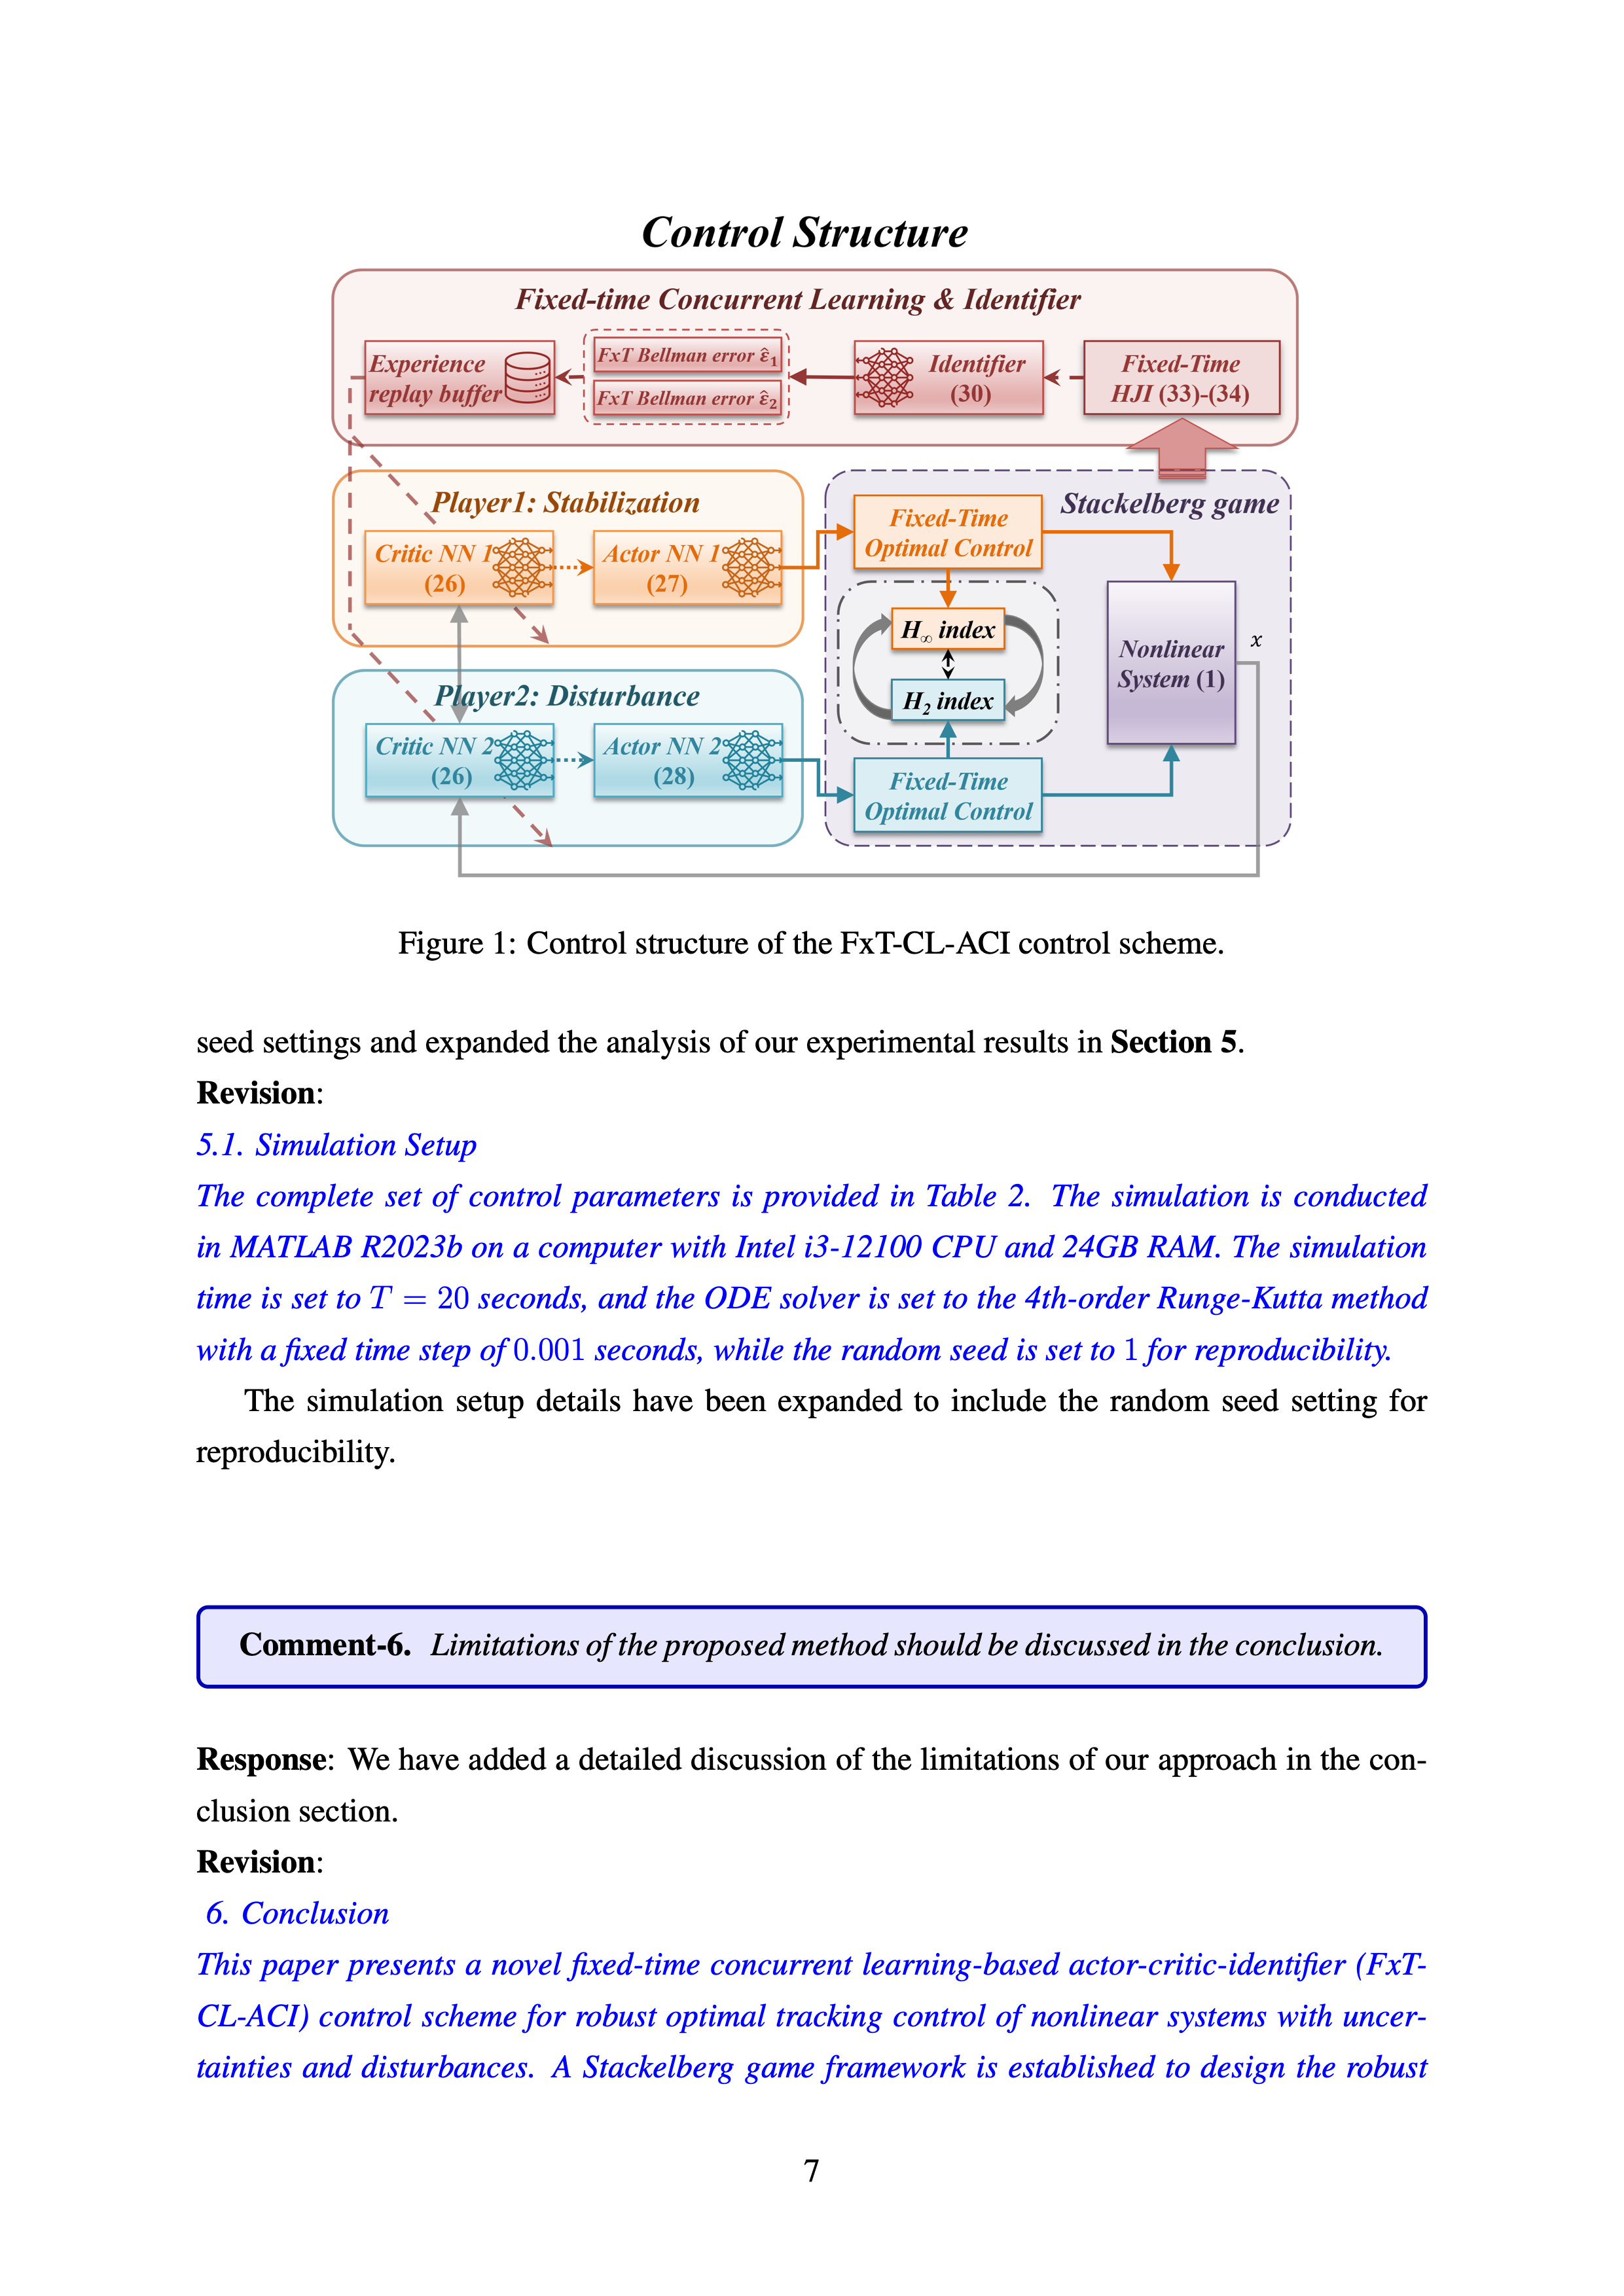 Control Structure
Fixed-time Concurrent Learning & Identifier
Experience
replay buffer
FxT Bellman error ε̂₁
FxT Bellman error ε̂₂
Identifier
(30)
Fixed-Time
HJI (33)-(34)
Player1: Stabilization
Critic NN 1
(26)
Actor NN 1
(27)
Player2: Disturbance
Critic NN 2
(26)
Actor NN 2
(28)
Stackelberg game
Fixed-Time
Optimal Control
H∞ index
H₂ index
Fixed-Time
Optimal Control
Nonlinear
System (1)
x
Figure 1: Control structure of the FxT-CL-ACI control scheme.
seed settings and expanded the analysis of our experimental results in Section 5.
Revision:
5.1. Simulation Setup
The complete set of control parameters is provided in Table 2. The simulation is conducted
in MATLAB R2023b on a computer with Intel i3-12100 CPU and 24GB RAM. The simulation
time is set to T = 20 seconds, and the ODE solver is set to the 4th-order Runge-Kutta method
with a fixed time step of 0.001 seconds, while the random seed is set to 1 for reproducibility.
The simulation setup details have been expanded to include the random seed setting for
reproducibility.
Comment-6. Limitations of the proposed method should be discussed in the conclusion.
Response: We have added a detailed discussion of the limitations of our approach in the con-
clusion section.
Revision:
6. Conclusion
This paper presents a novel fixed-time concurrent learning-based actor-critic-identifier (FxT-
CL-ACI) control scheme for robust optimal tracking control of nonlinear systems with uncer-
tainties and disturbances. A Stackelberg game framework is established to design the robust
7